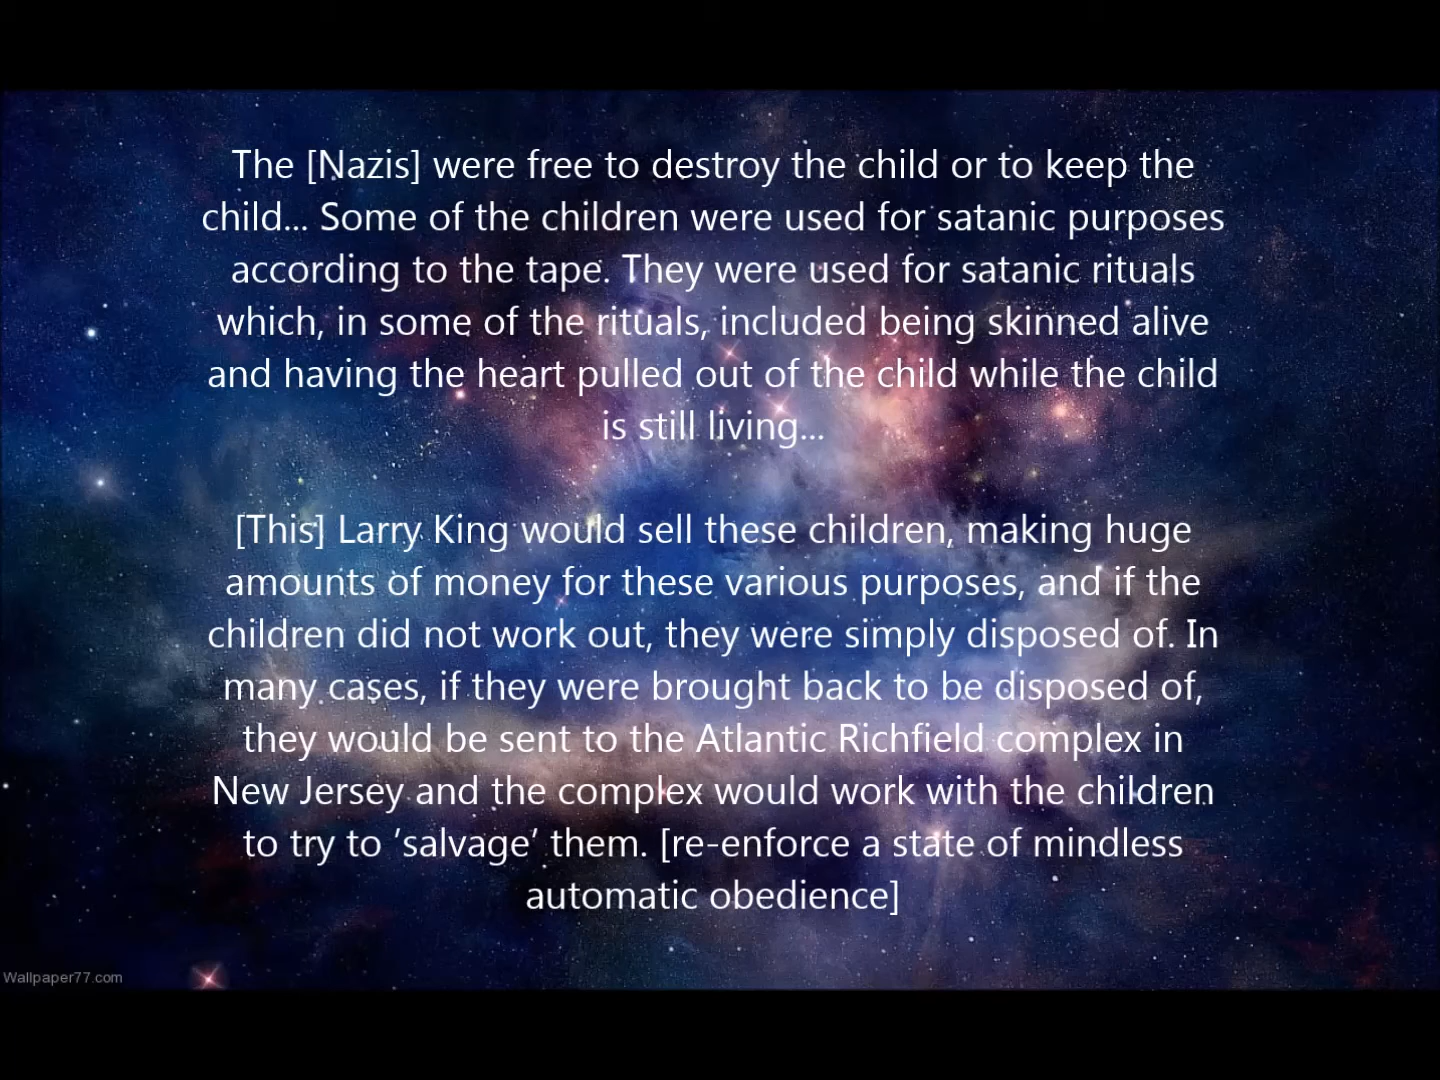 The [Nazis] were free to destroy the child or to keep the
child... Some of the children were used for satanic purposes
according to the tape. They were used for satanic rituals
which, in some of the rituals, included being skinned alive
and having the heart pulled out of the child while the child
is still living...
[This] Larry King would sell these children, making huge
amounts of money for these various purposes, and if the
children did not work out, they were simply disposed of. In
many cases, if they were brought back to be disposed of,
they would be sent to the Atlantic Richfield complex in
New Jersey and the complex would work with the children
to try to ‘salvage’ them. [re-enforce a state of mindless
automatic obedience]
Wallpaper77.com